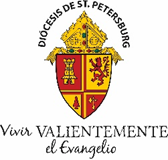 DIÓCESIS DE ST. PETERSBURG
Vivir VALIENTEMENTE
el Evangelio